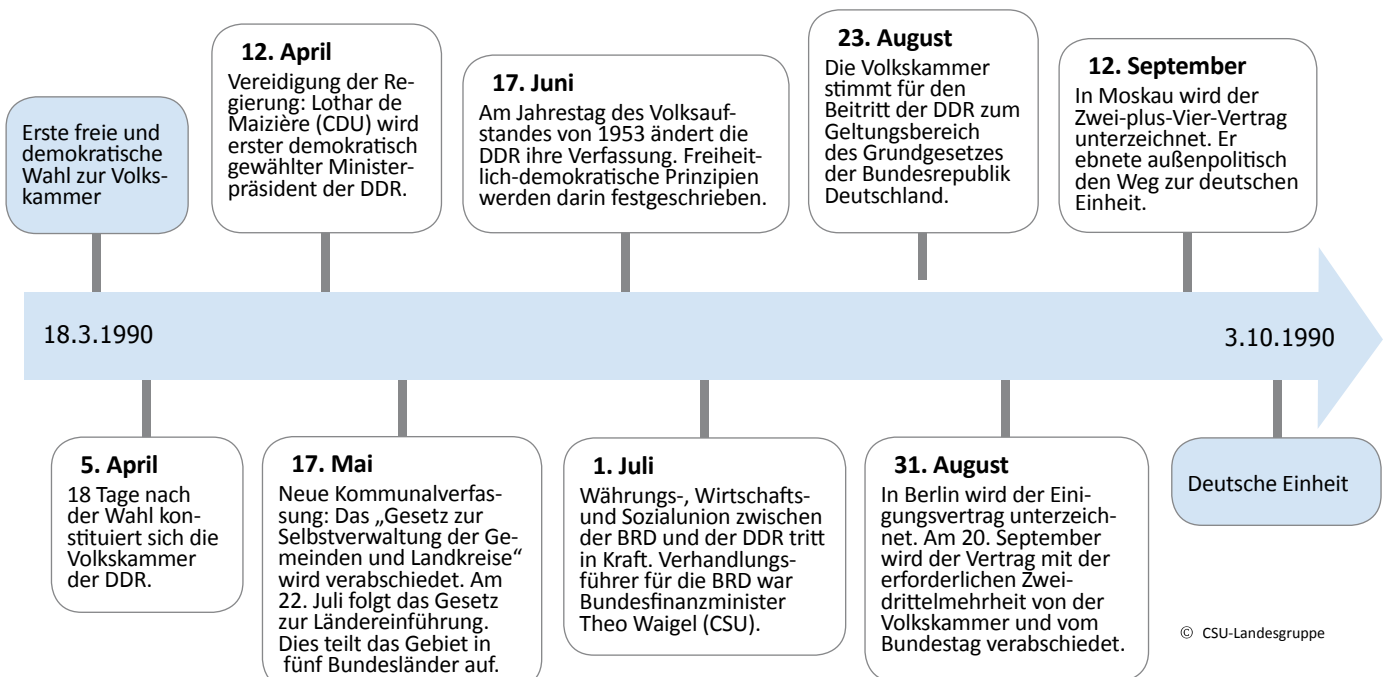 Erste freie und
demokratische
Wahl zur Volks-
kammer
12. April
Vereidigung der Re-
gierung: Lothar de
Maizière (CDU) wird
erster demokratisch
gewählter Minister-
präsident der DDR.
17. Juni
Am Jahrestag des Volksauf-
standes von 1953 ändert die
DDR ihre Verfassung. Freiheit-
lich-demokratische Prinzipien
werden darin festgeschrieben.
23. August
Die Volkskammer
stimmt für den
Beitritt der DDR zum
Geltungsbereich
des Grundgesetzes
der Bundesrepublik
Deutschland.
12. September
In Moskau wird der
Zwei-plus-Vier-Vertrag
unterzeichnet. Er
ebnete außenpolitisch
den Weg zur deutschen
Einheit.
18.3.1990
3.10.1990
5. April
18 Tage nach
der Wahl kon-
stituiert sich die
Volkskammer
der DDR.
17. Mai
Neue Kommunalverfas-
sung: Das „Gesetz zur
Selbstverwaltung der Ge-
meinden und Landkreise“
wird verabschiedet. Am
22. Juli folgt das Gesetz
zur Ländereinführung.
Dies teilt das Gebiet in
fünf Bundesländer auf.
1. Juli
Währungs-, Wirtschafts-
und Sozialunion zwischen
der BRD und der DDR tritt
in Kraft. Verhandlungs-
führer für die BRD war
Bundesfinanzminister
Theo Waigel (CSU).
31. August
In Berlin wird der Eini-
gungsvertrag unterzeich-
net. Am 20. September
wird der Vertrag mit der
erforderlichen Zwei-
drittelmehrheit von der
Volkskammer und vom
Bundestag verabschiedet.
Deutsche Einheit
© CSU-Landesgruppe